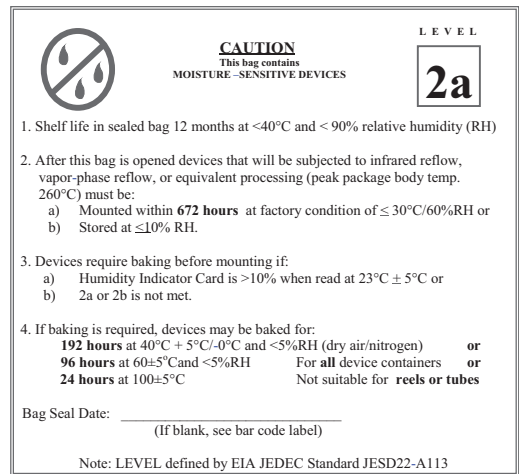 LEVEL
CAUTION
This bag contains
MOISTURE –SENSITIVE DEVICES
2a
1. Shelf life in sealed bag 12 months at <40°C and < 90% relative humidity (RH)
2. After this bag is opened devices that will be subjected to infrared reflow,
vapor-phase reflow, or equivalent processing (peak package body temp.
260°C) must be:
a) Mounted within 672 hours at factory condition of ≤ 30°C/60%RH or
b) Stored at ≤10% RH.
3. Devices require baking before mounting if:
a) Humidity Indicator Card is >10% when read at 23°C ± 5°C or
b) 2a or 2b is not met.
4. If baking is required, devices may be baked for:
192 hours at 40°C + 5°C/-0°C and <5%RH (dry air/nitrogen) or
96 hours at 60±5°Cand <5%RH For all device containers or
24 hours at 100±5°C Not suitable for reels or tubes
Bag Seal Date: ______________________________
(If blank, see bar code label)
Note: LEVEL defined by EIA JEDEC Standard JESD22-A113